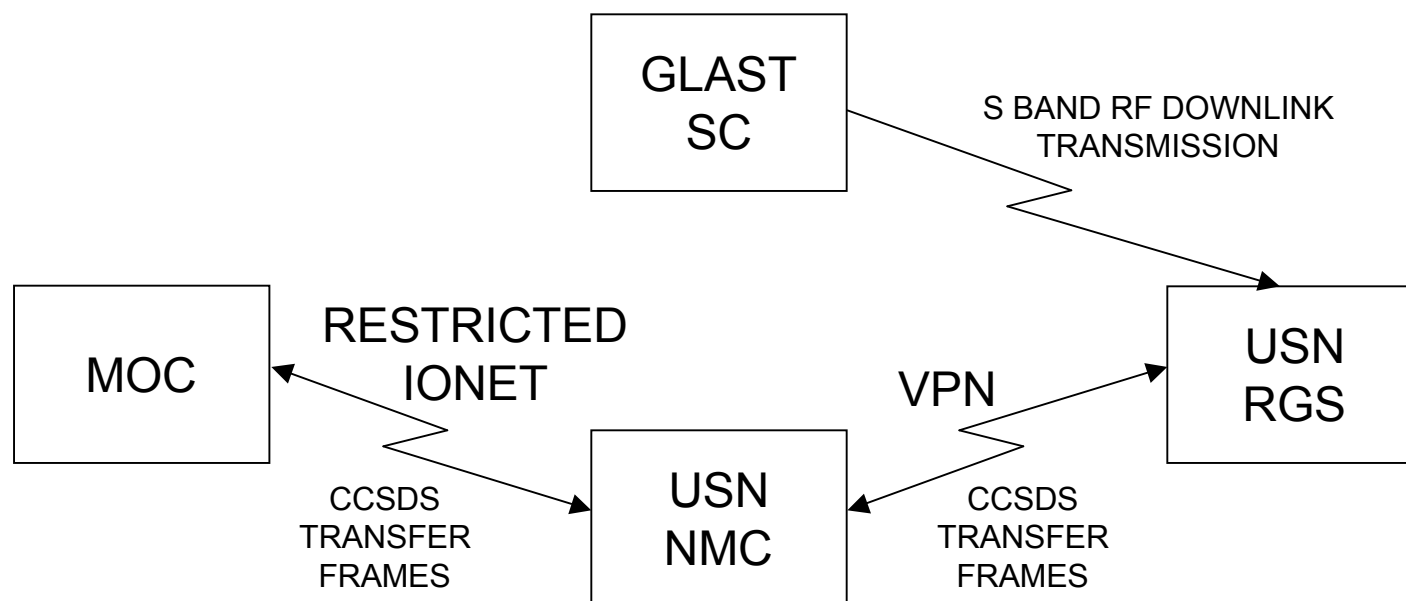 GLAST
SC
S BAND RF DOWNLINK
TRANSMISSION
MOC
RESTRICTED
IONET
VPN
USN
RGS
CCSDS
TRANSFER
FRAMES
USN
NMC
CCSDS
TRANSFER
FRAMES